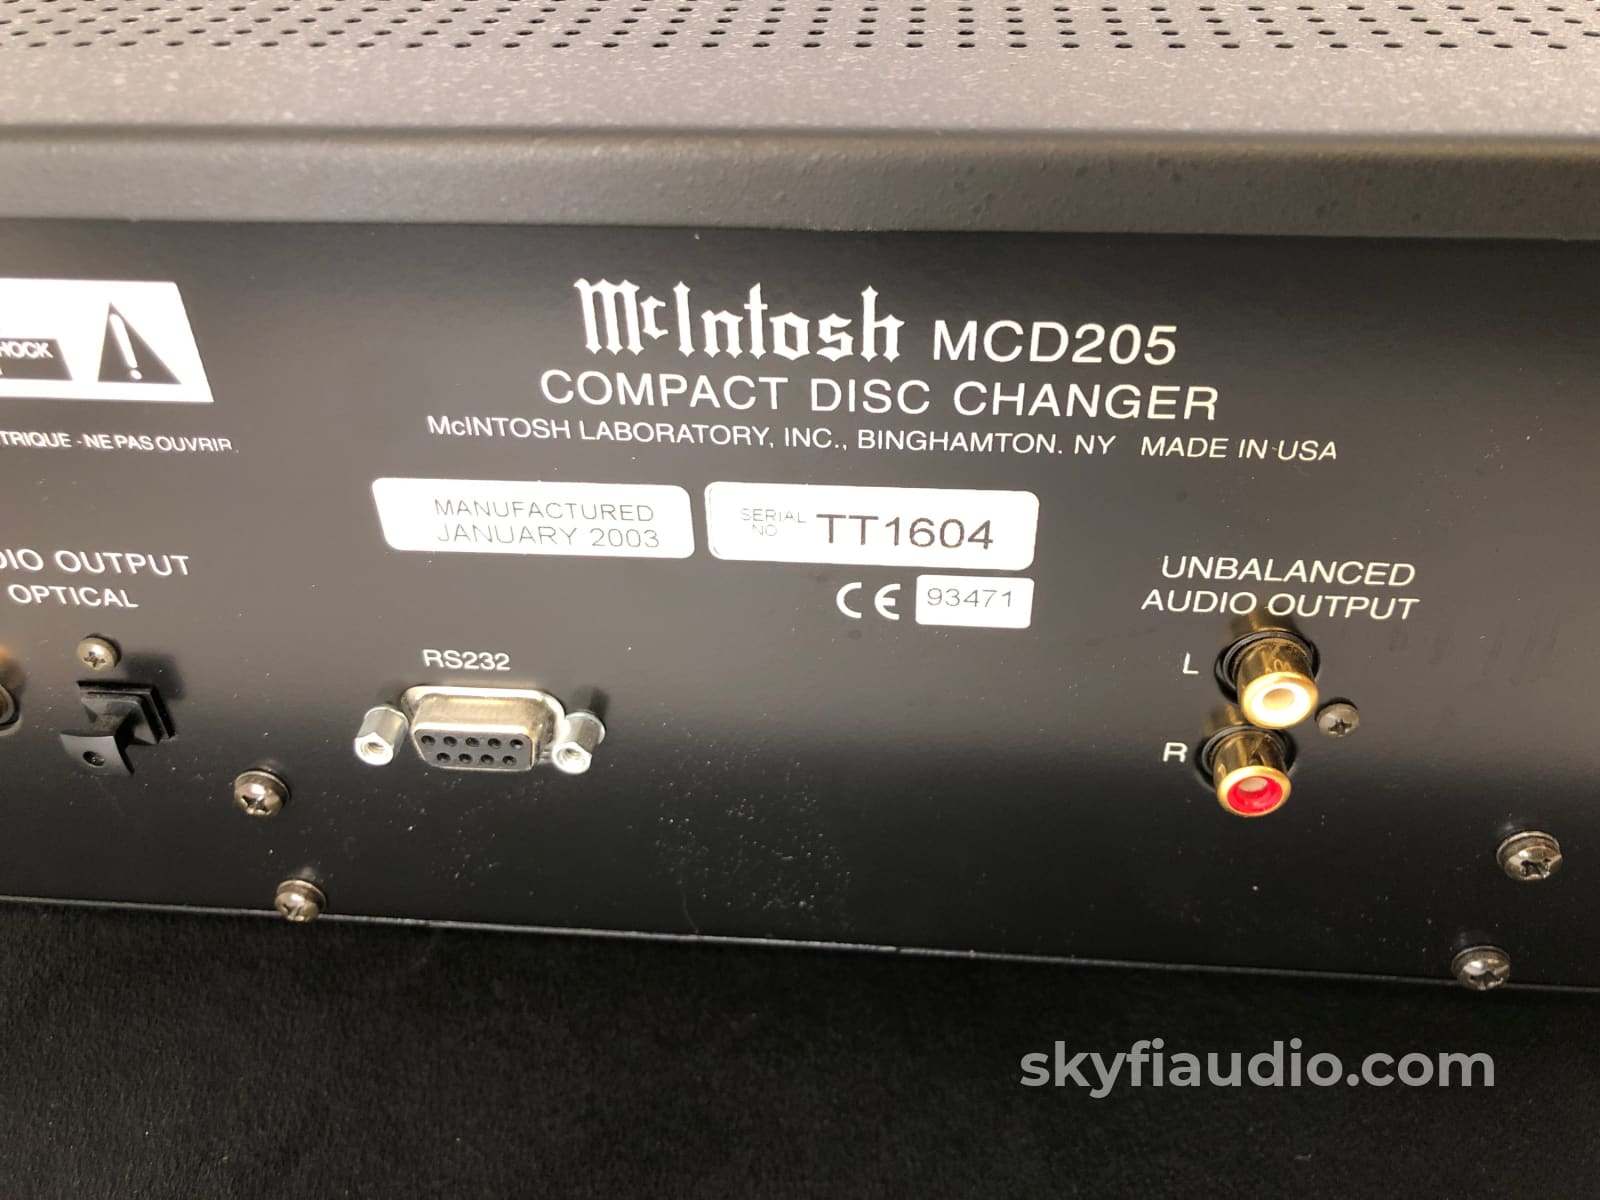 McIntosh MCD205
COMPACT DISC CHANGER
McINTOSH LABORATORY, INC., BINGHAMTON. NY MADE IN USA
HOCK
TRIQUE - NE PAS OUVRIR.
MANUFACTURED
JANUARY 2003
SERIAL
NO
TT1604
CE 93471
DIO OUTPUT
OPTICAL
RS232
UNBALANCED
AUDIO OUTPUT
L
R
skyfiaudio.com